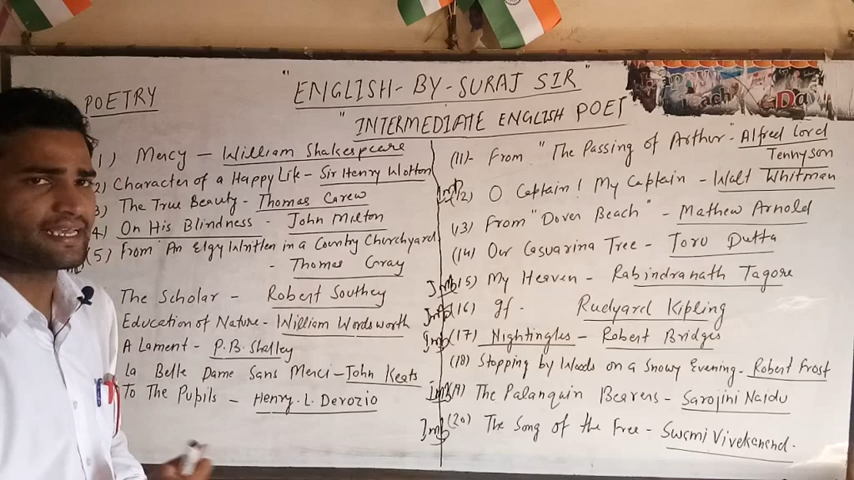 "ENGLISH-BY-SURAJ SIR"
"INTERMEDIATE ENGLISH POET
POETRY
1) Mercy - William Shakespeare
2) Character of a Happy Life - Sir Henry Wotton
3) The True Beauty - Thomas Carew
4) On His Blindness - John Milton
(5) From "An Elgy Written in a Country Churchyard
- Thomas Gray
The Scholar - Robert Southey
Education of Nature - William Wordsworth
A Lament - P.B. Shelley
La Belle Dame Sans Merci - John Keats
To The Pupils - Henry. L. Derozio
(11)- From "The Passing of Arthur - Alfred Lord
Tennyson
Imp (12) O Captain! My Captain - Walt Whitman
(13) From "Dover Beach" - Mathew Arnold
(14) Our Casuarina Tree - Toru Dutta
Imp (15) My Heaven - Rabindranath Tagore
Imp (16) If - Rudyard Kipling
Imp (17) Nightingles - Robert Bridges
(18) Stopping by Woods on a Snowy Evening - Robert Frost
Imp (19) The Palanquin Bearers - Sarojini Naidu
Imp (20) The Song of the Free - Swami Vivekanand.